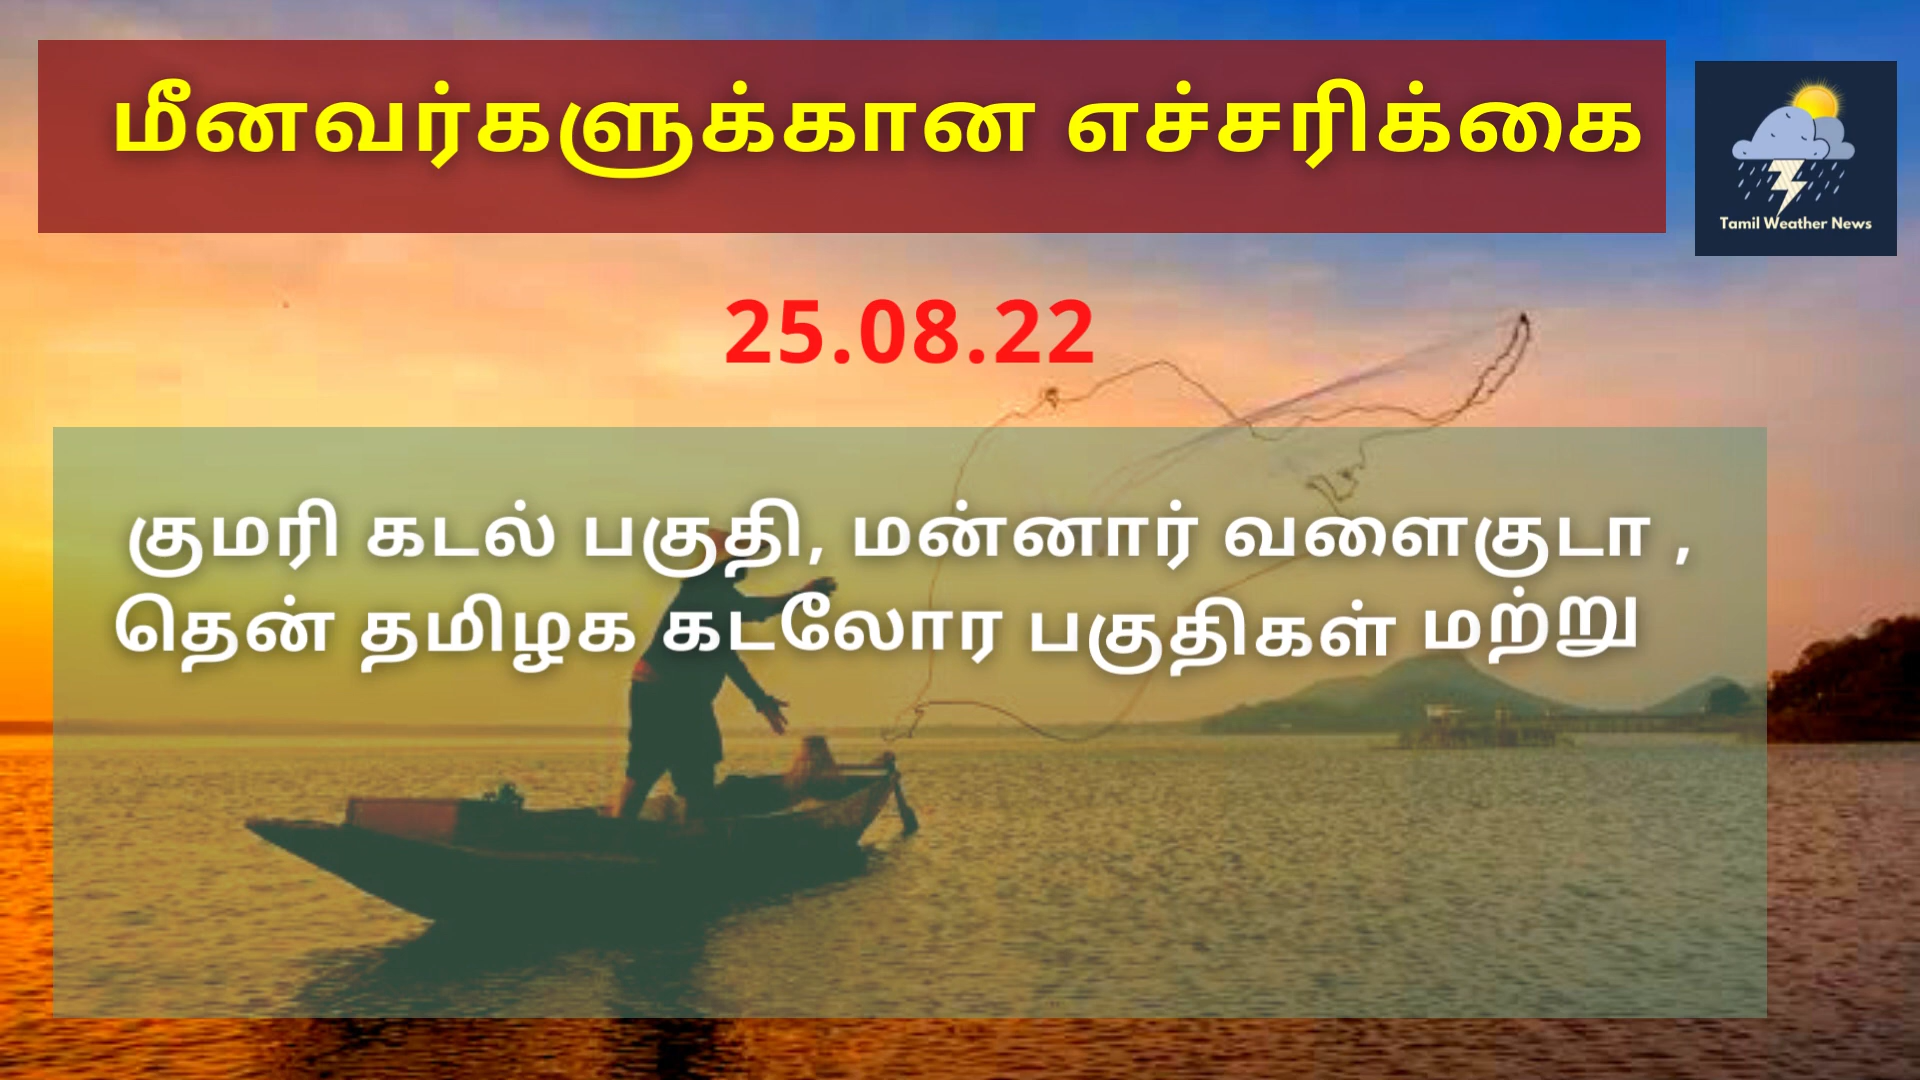 மீனவர்களுக்கான எச்சரிக்கை
Tamil Weather News
25.08.22
குமரி கடல் பகுதி, மன்னார் வளைகுடா ,
தென் தமிழக கடலோர பகுதிகள் மற்று